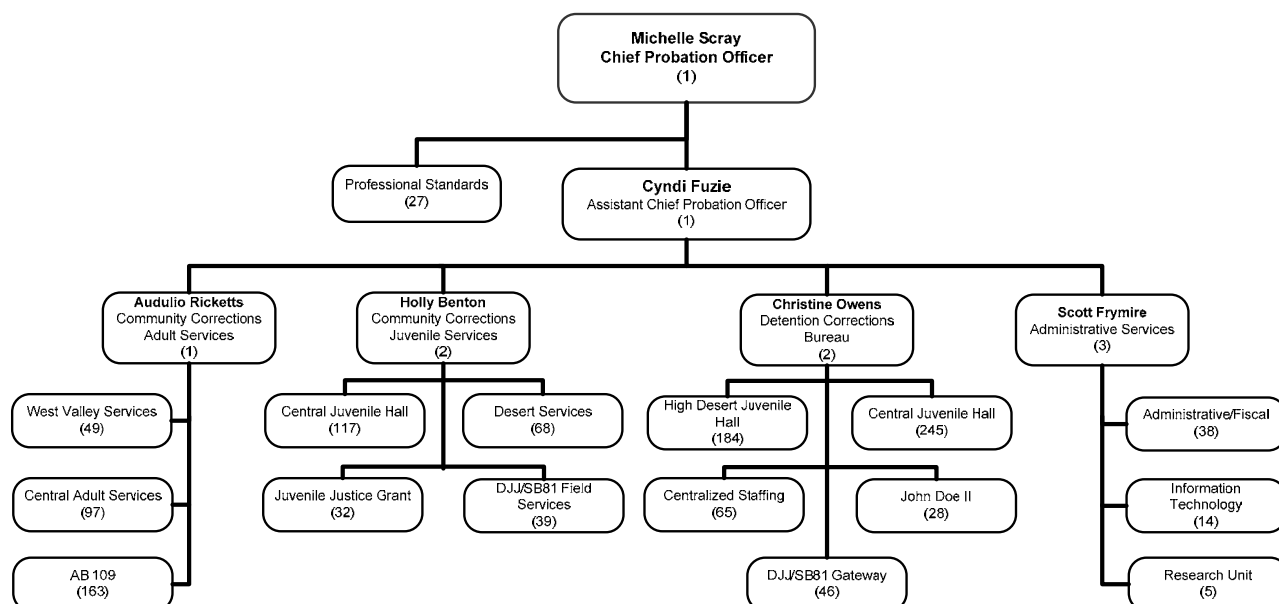 Michelle Scray
Chief Probation Officer
(1)
Professional Standards
(27)
Cyndi Fuzie
Assistant Chief Probation Officer
(1)
Audulio Ricketts
Community Corrections
Adult Services
(1)
Holly Benton
Community Corrections
Juvenile Services
(2)
Christine Owens
Detention Corrections
Bureau
(2)
Scott Frymire
Administrative Services
(3)
West Valley Services
(49)
Central Juvenile Hall
(117)
Desert Services
(68)
High Desert Juvenile
Hall
(184)
Central Juvenile Hall
(245)
Administrative/Fiscal
(38)
Central Adult Services
(97)
Juvenile Justice Grant
(32)
DJJ/SB81 Field
Services
(39)
Centralized Staffing
(65)
John Doe II
(28)
Information
Technology
(14)
AB 109
(163)
DJJ/SB81 Gateway
(46)
Research Unit
(5)